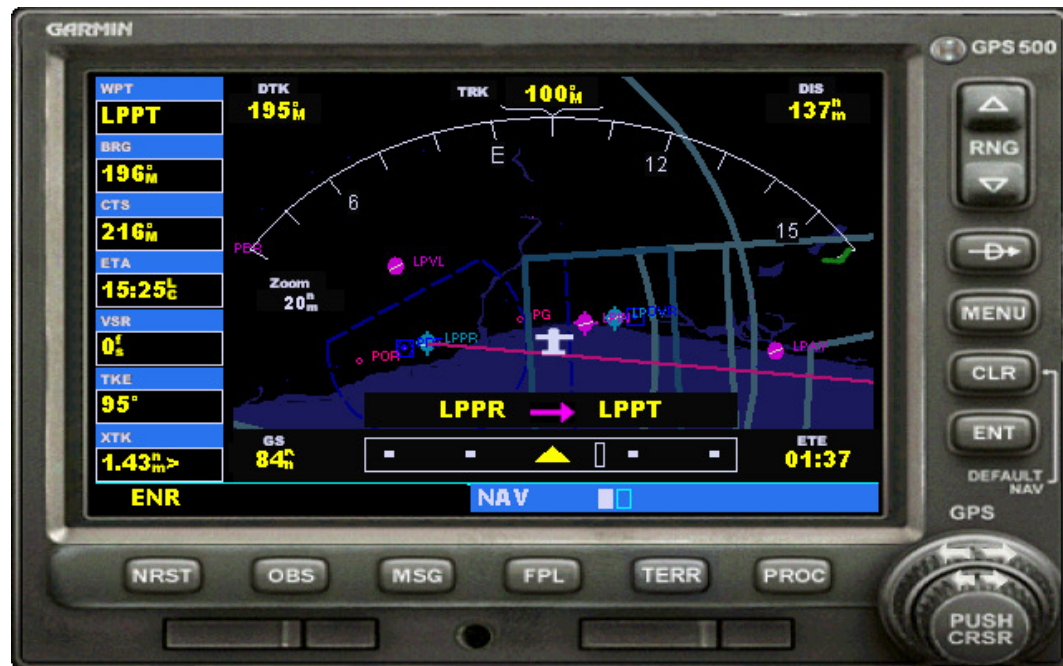 GARMIN
GPS 500
WPT
LPPT
BRG
196°M
CTS
216°M
ETA
15:25LC
VSR
0fs
TKE
95°
XTK
1.43nm>
DTK
195°M
TRK 100°M
DIS
137nm
E
12
6
15
LPVL
Zoom
20nm
PG
LPPR
POR
LPPR → LPPT
GS
84
ETE
01:37
ENR
NAV
RNG
D
MENU
CLR
ENT
DEFAULT
NAV
GPS
NRST
OBS
MSG
FPL
TERR
PROC
PUSH
CRSR